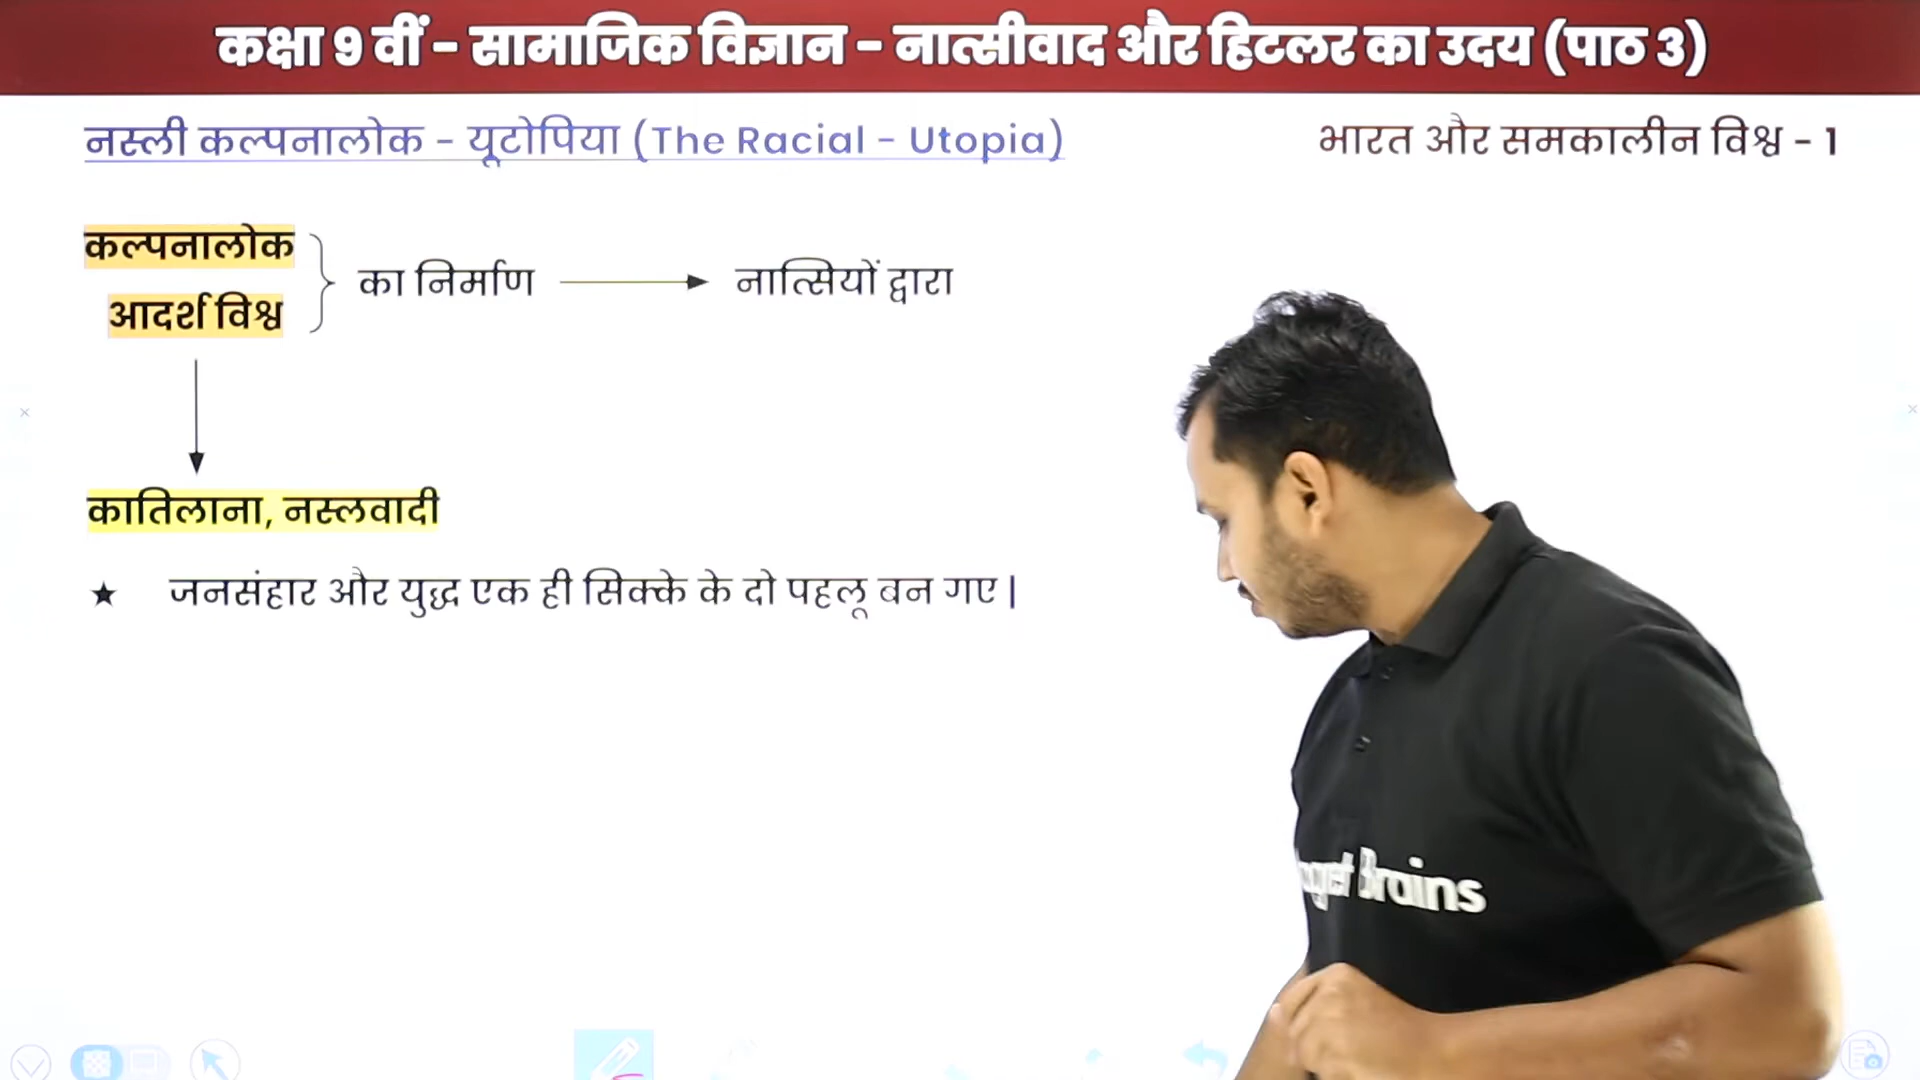 कक्षा 9 वीं - सामाजिक विज्ञान - नात्सीवाद और हिटलर का उदय (पाठ 3)
नस्ली कल्पनालोक - यूटोपिया (The Racial - Utopia)
भारत और समकालीन विश्व - 1
कल्पनालोक
आदर्श विश्व
का निर्माण
नात्सियों द्वारा
कातिलाना, नस्लवादी
★ जनसंहार और युद्ध एक ही सिक्के के दो पहलू बन गए |
Brains